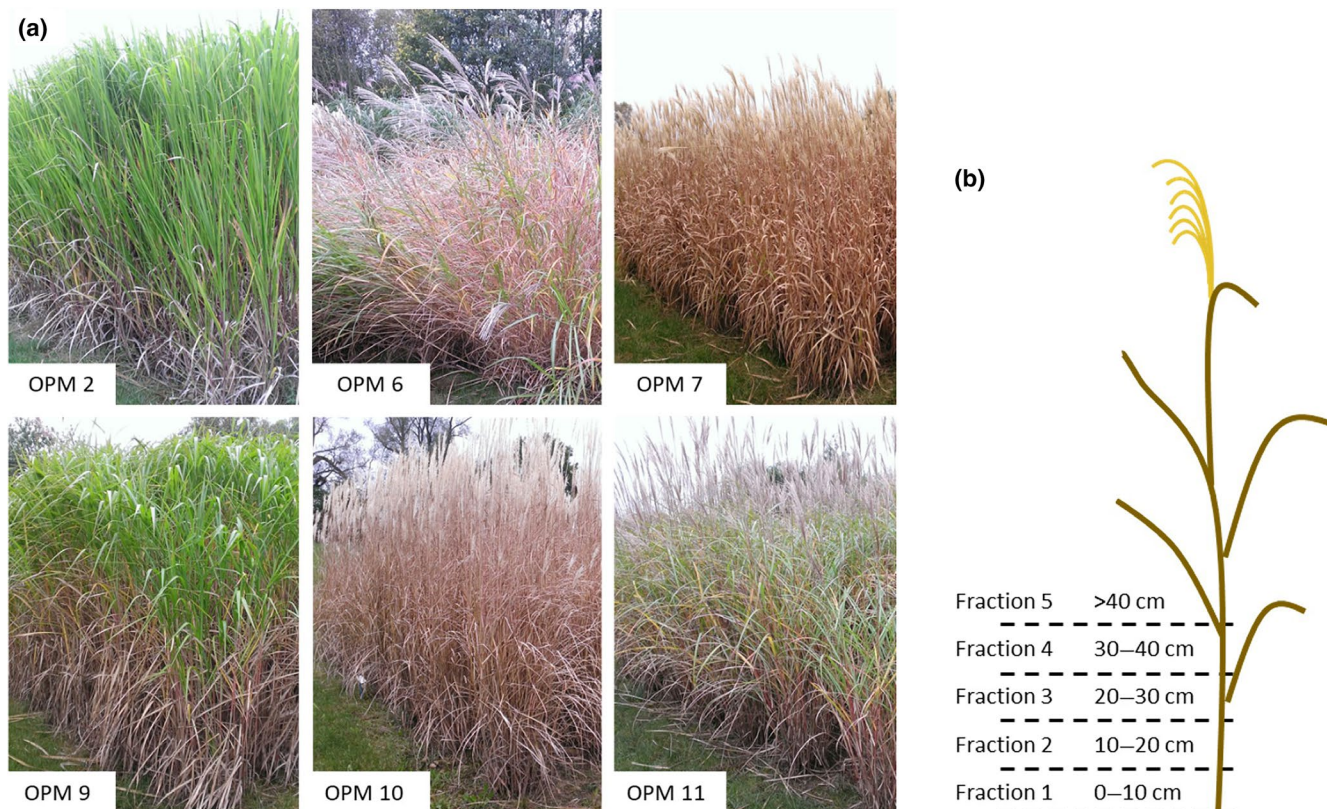 (a)
OPM 2
OPM 6
OPM 7
OPM 9
OPM 10
OPM 11
(b)
Fraction 5 >40 cm
Fraction 4 30–40 cm
Fraction 3 20–30 cm
Fraction 2 10–20 cm
Fraction 1 0–10 cm